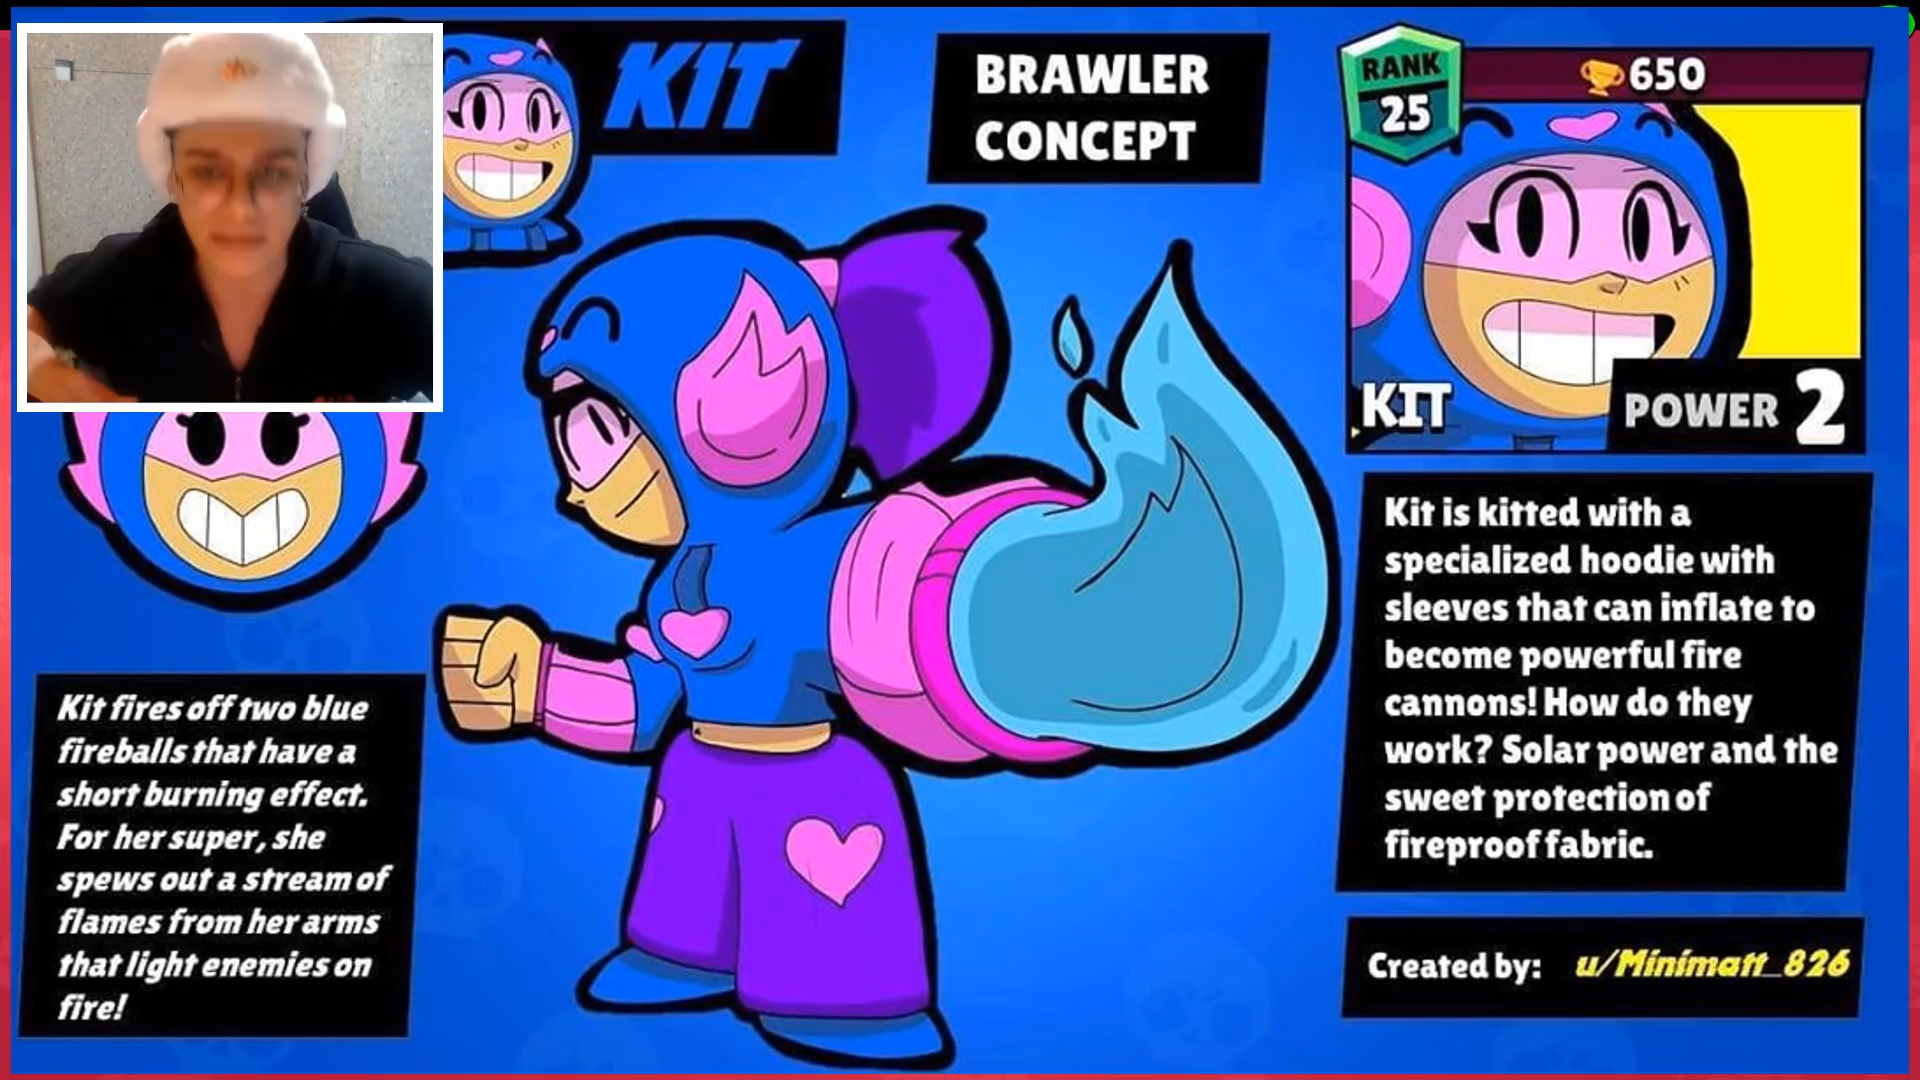 KIT
BRAWLER
CONCEPT
RANK
25
650
KIT
POWER 2
Kit is kitted with a
specialized hoodie with
sleeves that can inflate to
become powerful fire
cannons! How do they
work? Solar power and the
sweet protection of
fireproof fabric.
Kit fires off two blue
fireballs that have a
short burning effect.
For her super, she
spews out a stream of
flames from her arms
that light enemies on
fire!
Created by: u/Minimatt_826